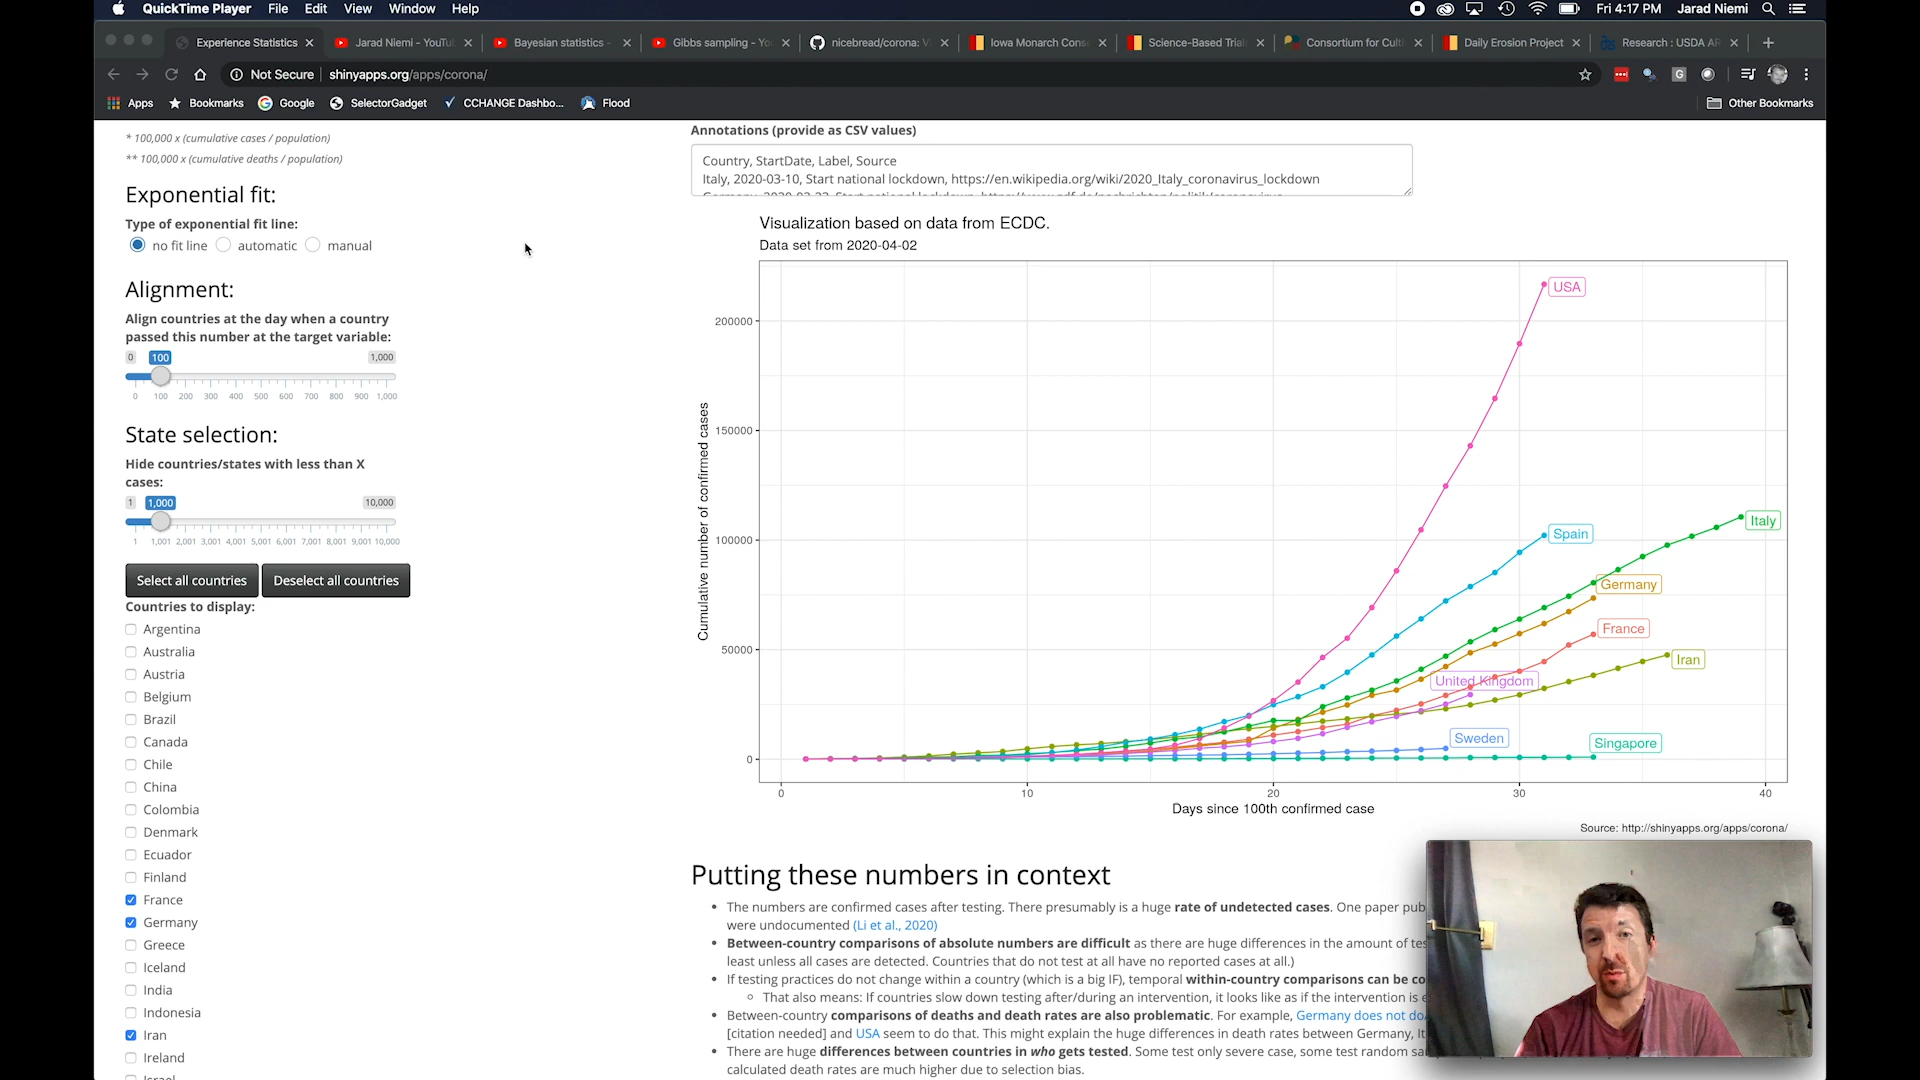 QuickTime Player File Edit View Window Help
Fri 4:17 PM Jarad Niemi
Experience Statistics
Jarad Niemi - YouTu
Bayesian statistics -
Gibbs sampling - Yo
nicebread/corona: V
Iowa Monarch Cons
Science-Based Trial
Consortium for Culti
Daily Erosion Project
Research : USDA AR
Not Secure shinyapps.org/apps/corona/
Apps Bookmarks Google SelectorGadget CCHANGE Dashbo... Flood Other Bookmarks
* 100,000 x (cumulative cases / population)
** 100,000 x (cumulative deaths / population)
Exponential fit:
Type of exponential fit line:
no fit line automatic manual
Alignment:
Align countries at the day when a country
passed this number at the target variable:
0 100 1,000
0 100 200 300 400 500 600 700 800 900 1,000
State selection:
Hide countries/states with less than X
cases:
1 1,000 10,000
1 1,001 2,001 3,001 4,001 5,001 6,001 7,001 8,001 9,001 10,000
Select all countries Deselect all countries
Countries to display:
Argentina
Australia
Austria
Belgium
Brazil
Canada
Chile
China
Colombia
Denmark
Ecuador
Finland
France
Germany
Greece
Iceland
India
Indonesia
Iran
Ireland
Israel
Annotations (provide as CSV values)
Country, StartDate, Label, Source
Italy, 2020-03-10, Start national lockdown, https://en.wikipedia.org/wiki/2020_Italy_coronavirus_lockdown
Visualization based on data from ECDC.
Data set from 2020-04-02
Cumulative number of confirmed cases
200000
150000
100000
50000
0
USA
Italy
Spain
Germany
France
Iran
United Kingdom
Sweden
Singapore
0 10 20 30 40
Days since 100th confirmed case
Source: http://shinyapps.org/apps/corona/
Putting these numbers in context
The numbers are confirmed cases after testing. There presumably is a huge rate of undetected cases. One paper pub
were undocumented (Li et al., 2020)
Between-country comparisons of absolute numbers are difficult as there are huge differences in the amount of tes
least unless all cases are detected. Countries that do not test at all have no reported cases at all.)
If testing practices do not change within a country (which is a big IF), temporal within-country comparisons can be co
That also means: If countries slow down testing after/during an intervention, it looks like as if the intervention is e
Between-country comparisons of deaths and death rates are also problematic. For example, Germany does not do
[citation needed] and USA seem to do that. This might explain the huge differences in death rates between Germany, It
There are huge differences between countries in who gets tested. Some test only severe case, some test random sa
calculated death rates are much higher due to selection bias.